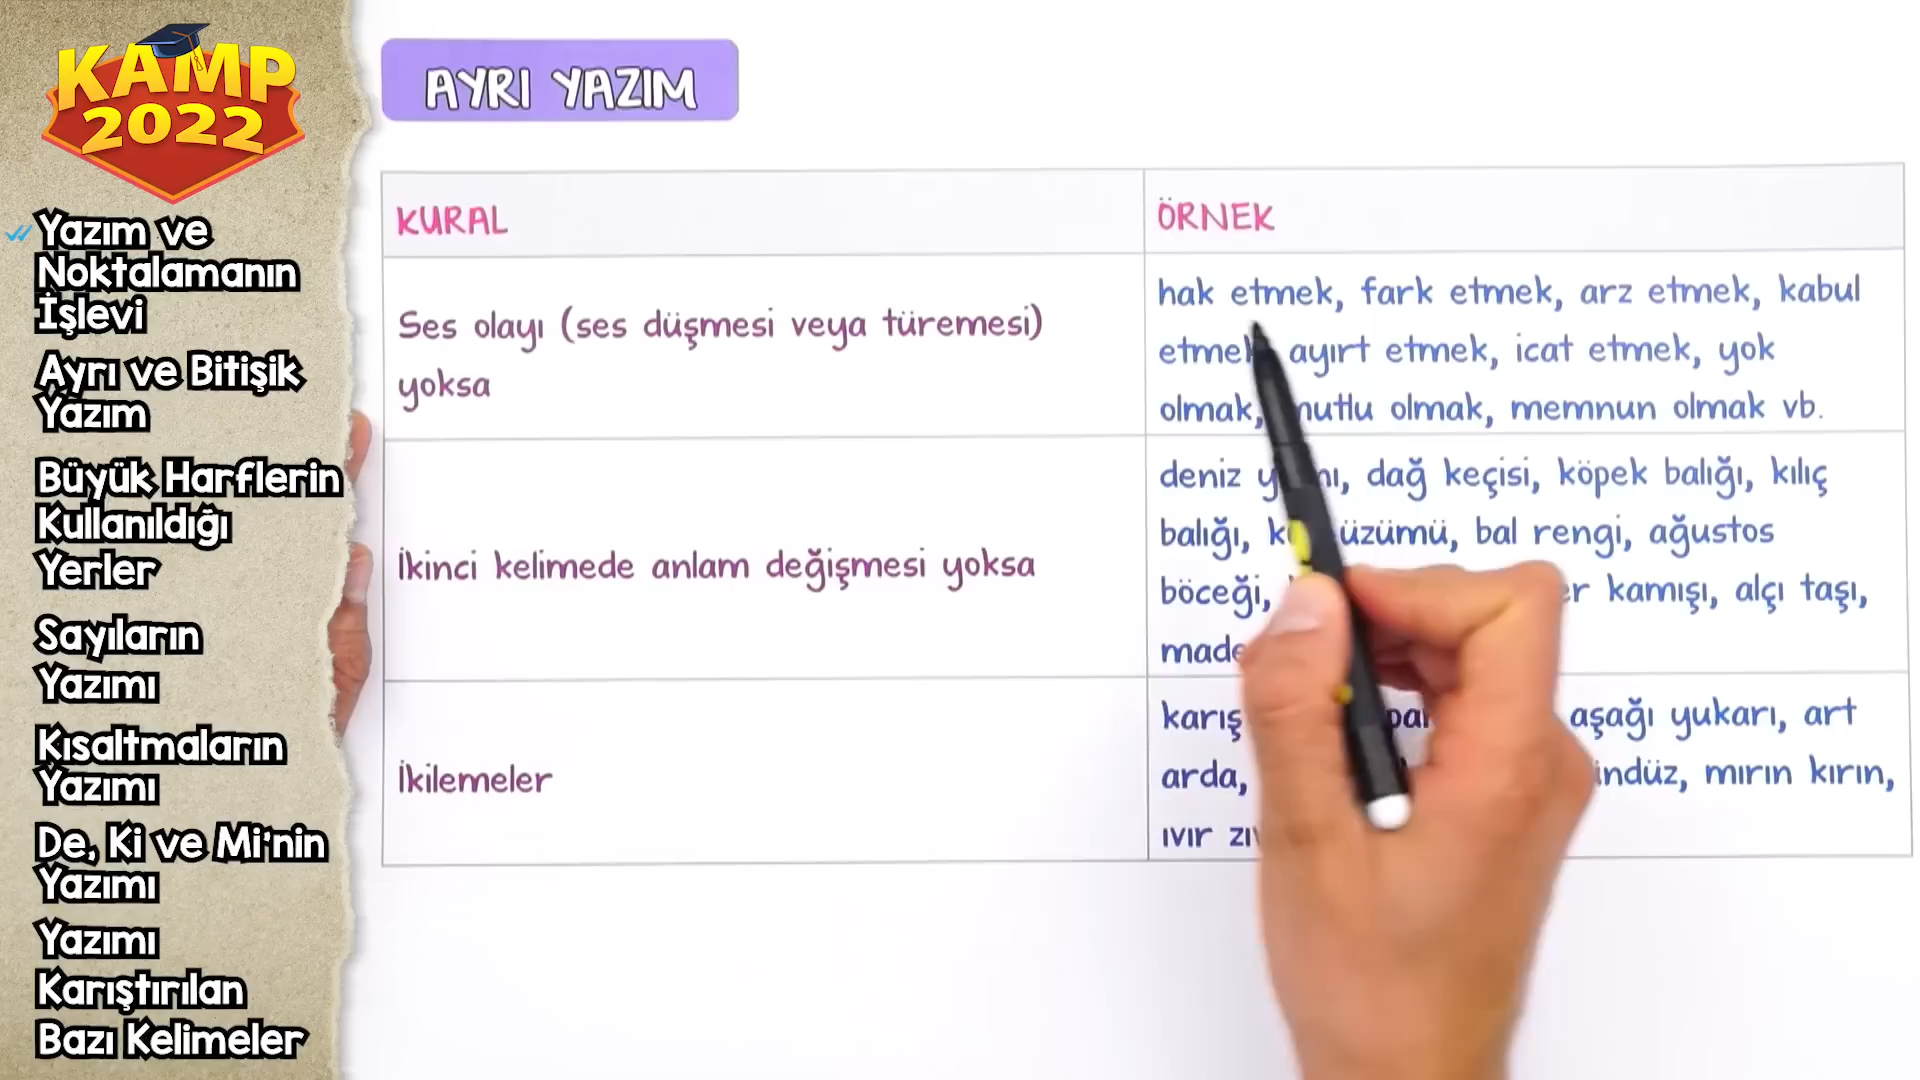 KAMP
2022
Yazım ve
Noktalamanın
İşlevi
Ayrı ve Bitişik
Yazım
Büyük Harflerin
Kullanıldığı
Yerler
Sayıların
Yazımı
Kısaltmaların
Yazımı
De, Ki ve Mi'nin
Yazımı
Yazımı
Karıştırılan
Bazı Kelimeler
AYRI YAZIM
KURAL
ÖRNEK
Ses olayı (ses düşmesi veya türemesi)
yoksa
hak etmek, fark etmek, arz etmek, kabul
etmek ayırt etmek, icat etmek, yok
olmak, mutlu olmak, memnun olmak vb.
İkinci kelimede anlam değişmesi yoksa
deniz dağ keçisi, köpek balığı, kılıç
balığı, üzümü, bal rengi, ağustos
böceği, kamışı, alçı taşı,
İkilemeler
karış aşağı yukarı, art
arda, mırın kırın,
ıvır